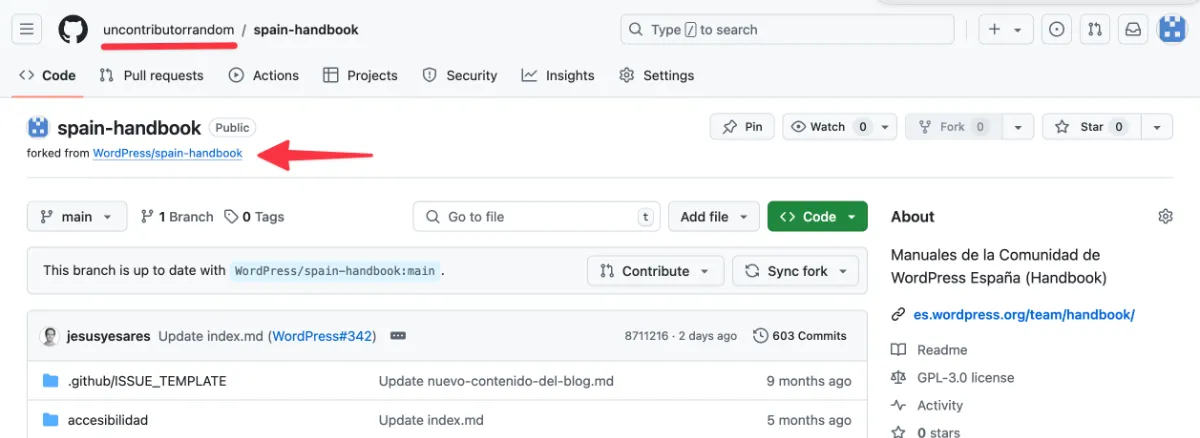 uncontributorrandom / spain-handbook
Type / to search
Code Pull requests Actions Projects Security Insights Settings
spain-handbook Public
Pin Watch 0 Fork 0 Star 0
forked from WordPress/spain-handbook
main 1 Branch 0 Tags Go to file t Add file Code
About
Manuales de la Comunidad de
WordPress España (Handbook)
es.wordpress.org/team/handbook/
Readme
GPL-3.0 license
Activity
0 stars
This branch is up to date with WordPress/spain-handbook:main .
Contribute Sync fork
jesusyesares Update index.md (WordPress#342) 8711216 · 2 days ago 603 Commits
.github/ISSUE_TEMPLATE Update nuevo-contenido-del-blog.md 9 months ago
accesibilidad Update index.md 5 months ago